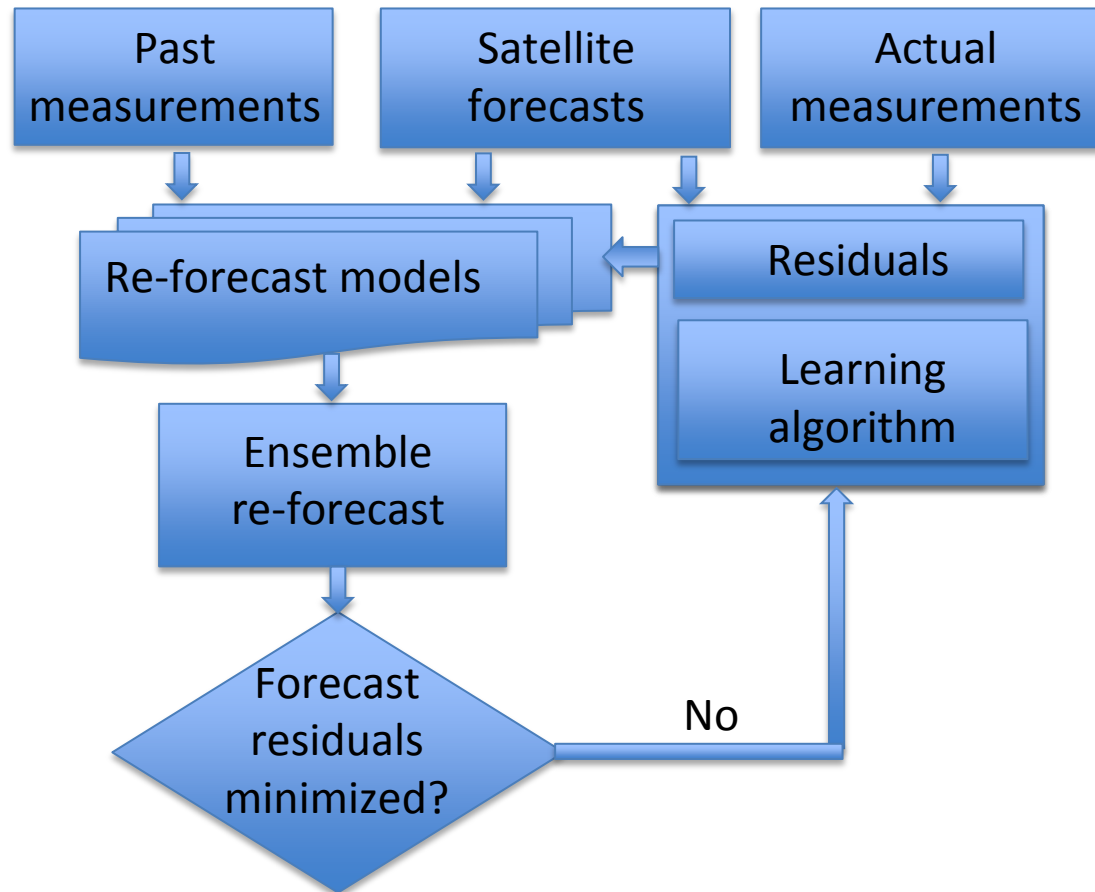 Past
measurements
Satellite
forecasts
Actual
measurements
Re-forecast models
Residuals
Learning
algorithm
Ensemble
re-forecast
Forecast
residuals
minimized?
No